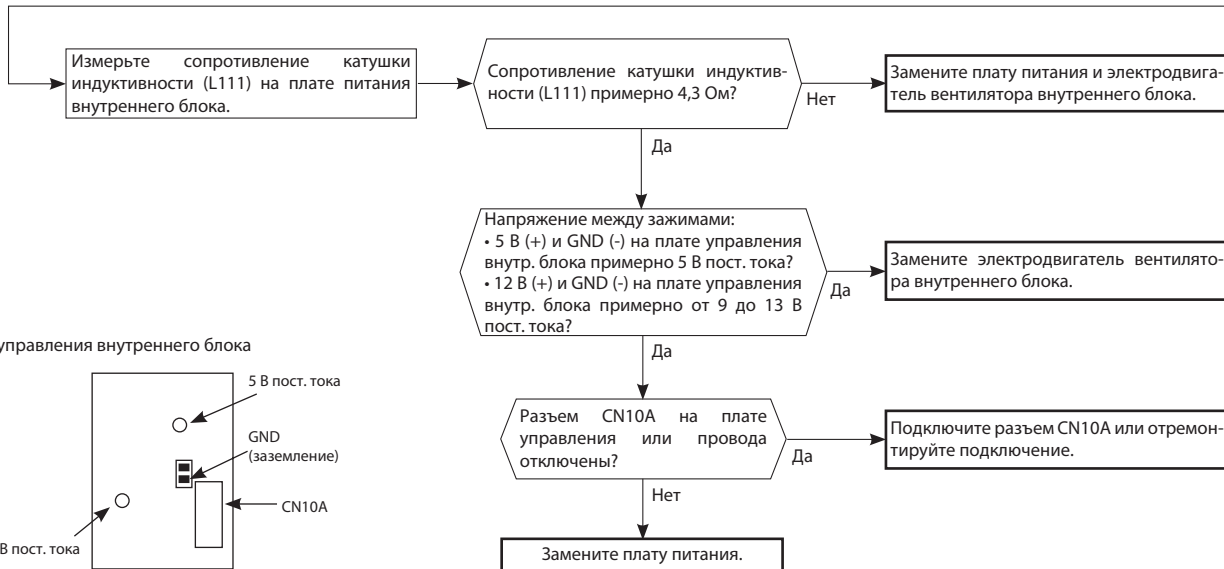 Измерьте сопротивление катушки
индуктивности (L111) на плате питания
внутреннего блока.
Сопротивление катушки индуктив-
ности (L111) примерно 4,3 Ом?
Нет
Замените плату питания и электродвига-
тель вентилятора внутреннего блока.
Да
Напряжение между зажимами:
• 5 В (+) и GND (-) на плате управления
внутр. блока примерно 5 В пост. тока?
• 12 В (+) и GND (-) на плате управления
внутр. блока примерно от 9 до 13 В
пост. тока?
Да
Замените электродвигатель вентилято-
ра внутреннего блока.
Да
управления внутреннего блока
5 В пост. тока
GND
(заземление)
CN10A
В пост. тока
Разъем CN10A на плате
управления или провода
отключены?
Да
Подключите разъем CN10A или отремон-
тируйте подключение.
Нет
Замените плату питания.